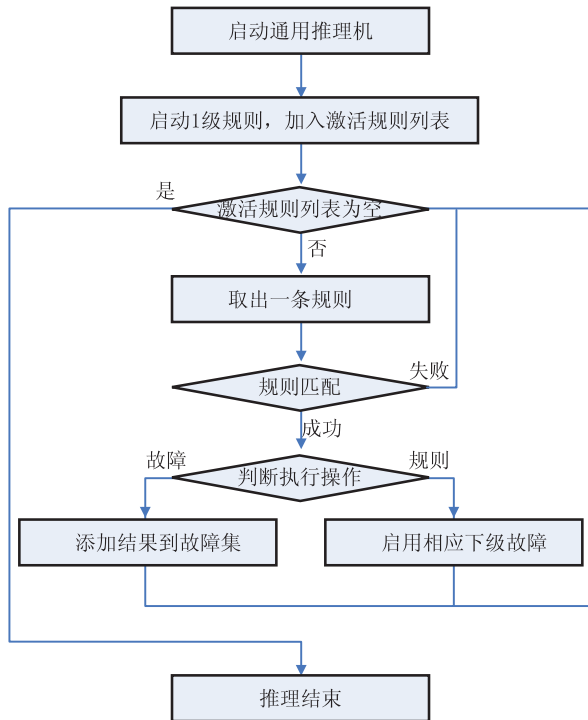 启动通用推理机
启动1级规则，加入激活规则列表
是
激活规则列表为空
否
取出一条规则
失败
规则匹配
成功
故障
规则
判断执行操作
添加结果到故障集
启用相应下级故障
推理结束